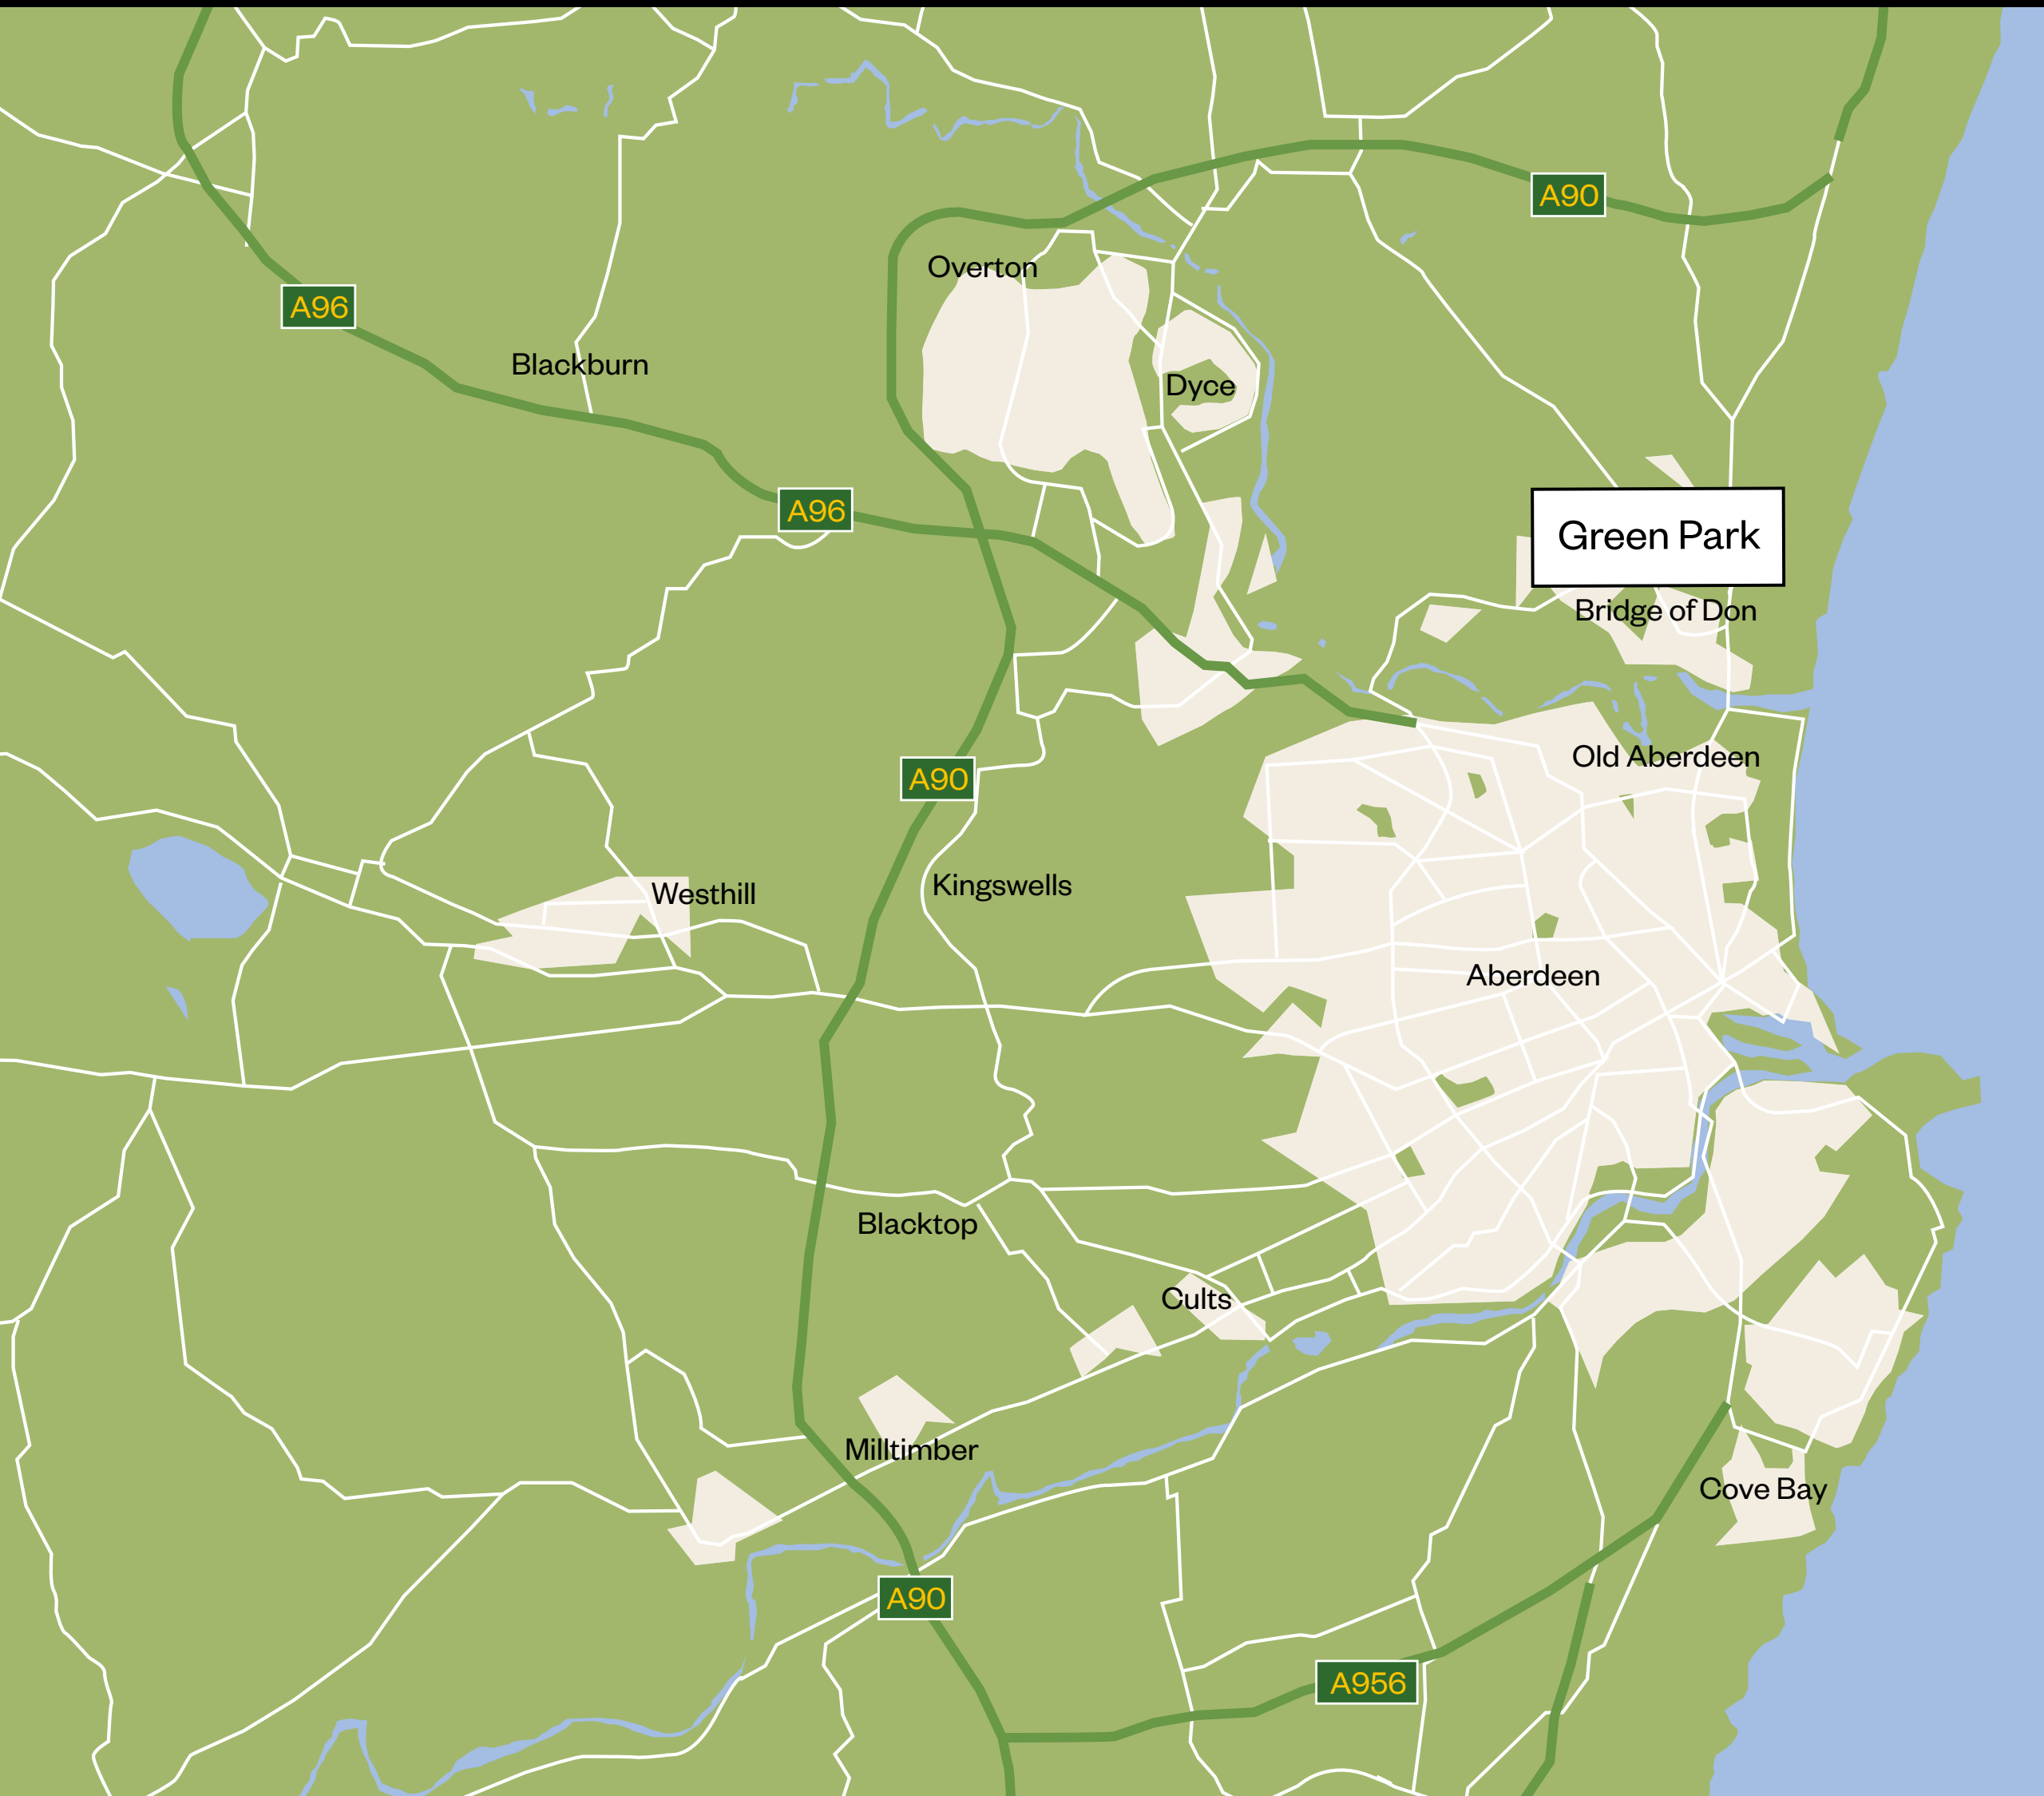 A90
Overton
A96
Blackburn
Dyce
A96
Green Park
Bridge of Don
Old Aberdeen
A90
Kingswells
Westhill
Aberdeen
Blacktop
Cults
Milltimber
Cove Bay
A90
A956